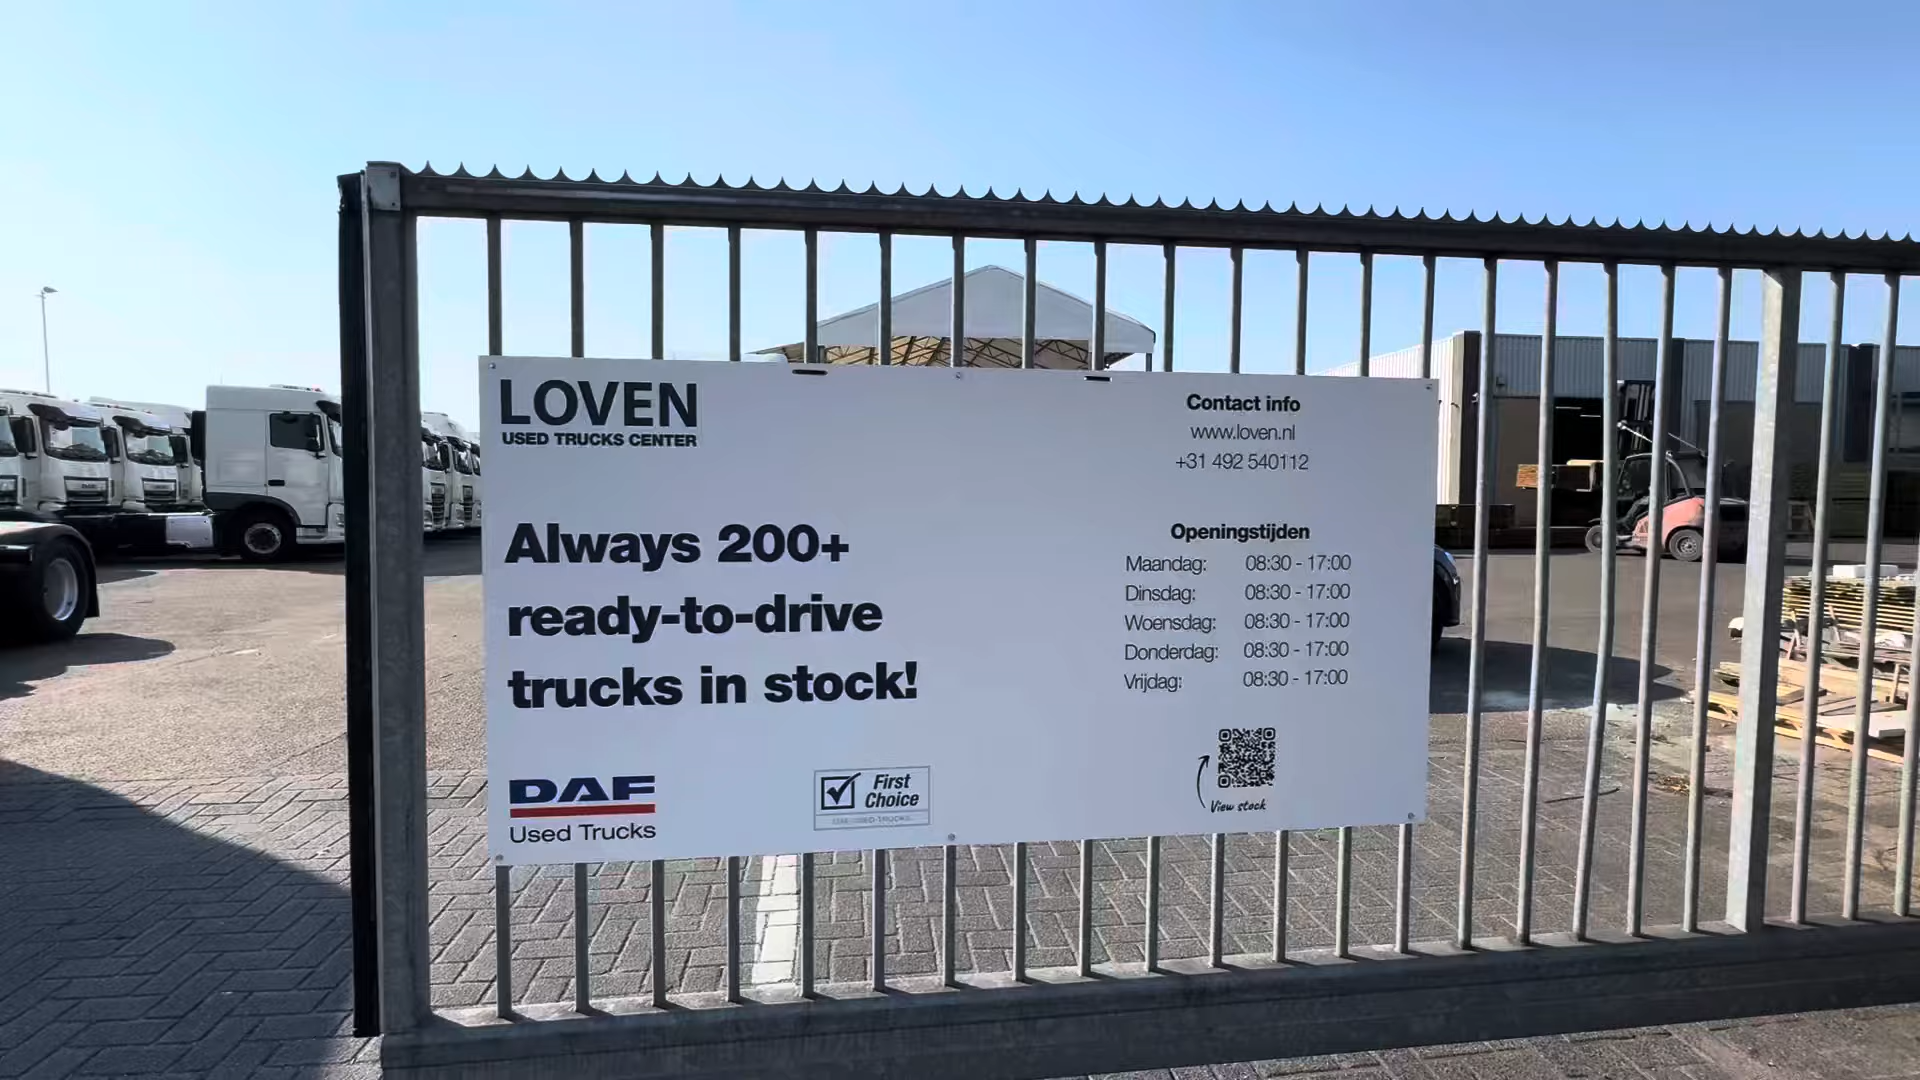 LOVEN
USED TRUCKS CENTER
Always 200+
ready-to-drive
trucks in stock!
DAF
Used Trucks
First
Choice
Contact info
www.loven.nl
+31 492 540112
Openingstijden
Maandag: 08:30 - 17:00
Dinsdag: 08:30 - 17:00
Woensdag: 08:30 - 17:00
Donderdag: 08:30 - 17:00
Vrijdag: 08:30 - 17:00
View stock